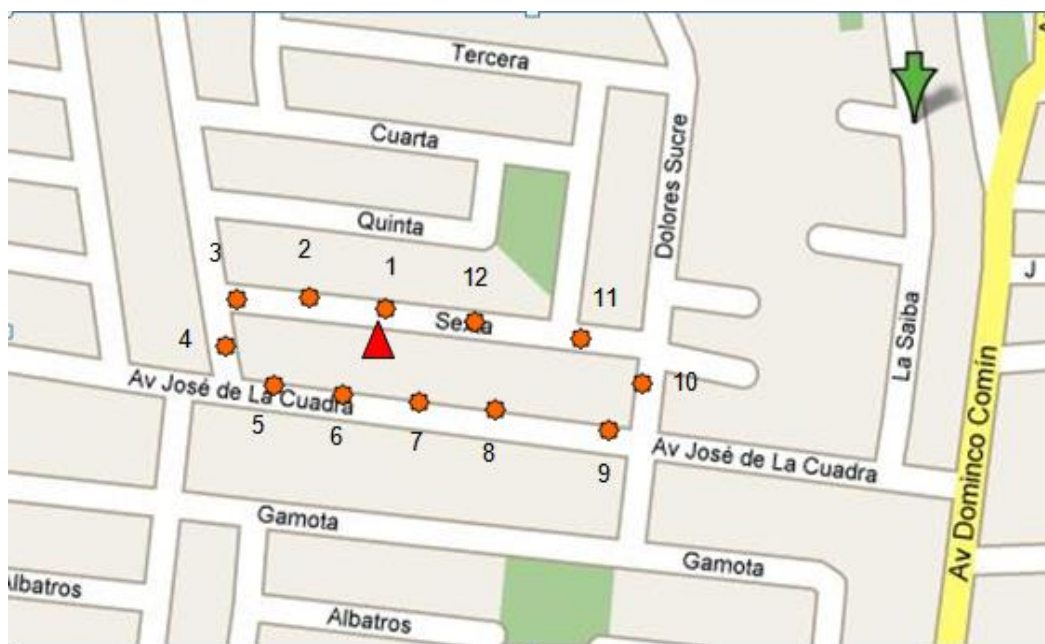 Tercera
Cuarta
Dolores Sucre
Quinta
3
2
1
12
11
J
Sexta
4
La Saiba
10
Av José de La Cuadra
5
6
7
8
9
Av José de La Cuadra
Av Dominco Comín
Gamota
Gamota
Albatros
Albatros